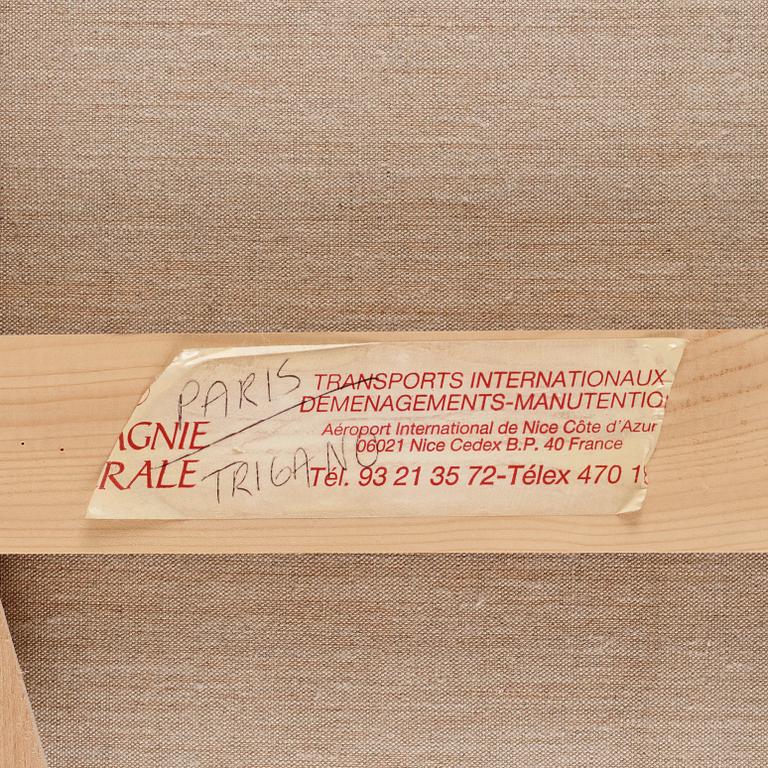 PARIS
TRIGANO
AGNIE
RALE
TRANSPORTS INTERNATIONAUX
DEMENAGEMENTS-MANUTENTIO
Aéroport International de Nice Côte d'Azur
06021 Nice Cedex B.P. 40 France
Tél. 93 21 35 72-Télex 470 1